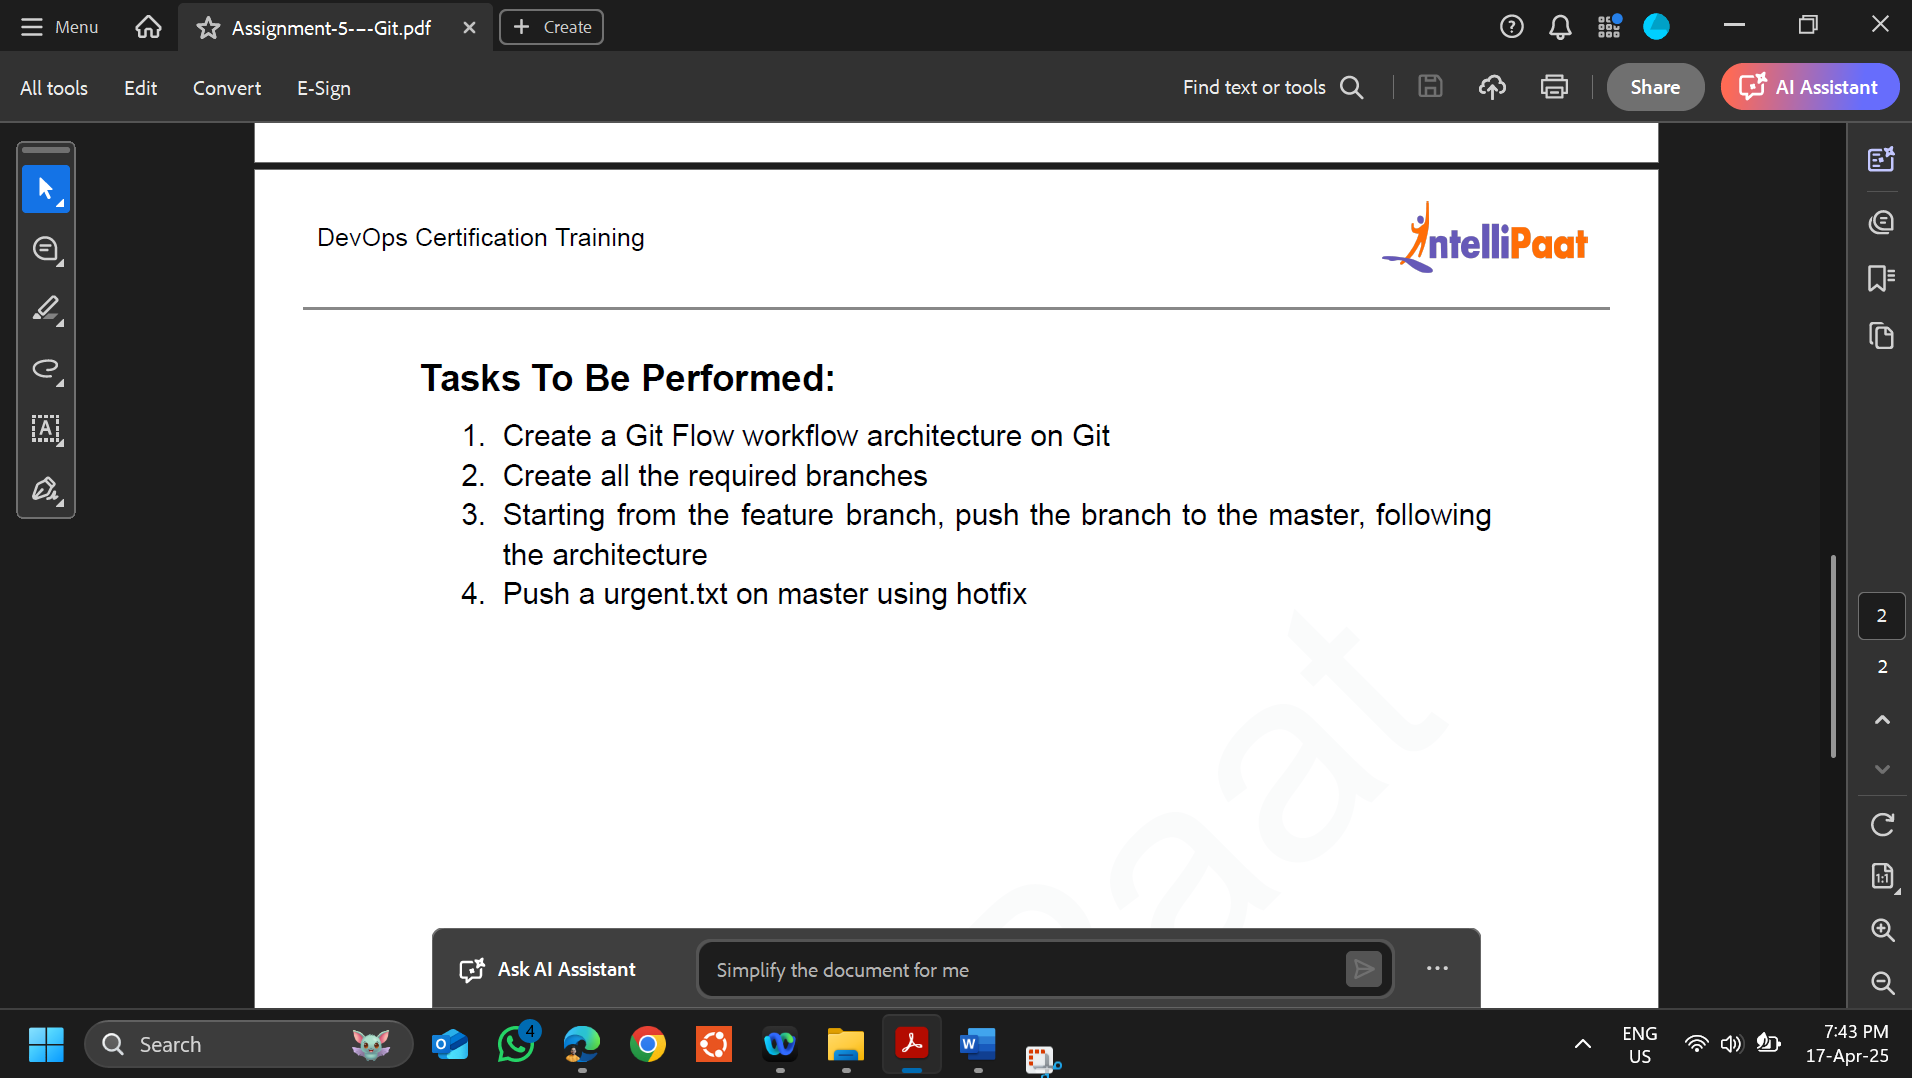 Menu
Assignment-5---Git.pdf
Create
All tools
Edit
Convert
E-Sign
Find text or tools
Share
AI Assistant
DevOps Certification Training
IntelliPaat
Tasks To Be Performed:
1. Create a Git Flow workflow architecture on Git
2. Create all the required branches
3. Starting from the feature branch, push the branch to the master, following
the architecture
4. Push a urgent.txt on master using hotfix
Paat
2
2
1:1
Ask AI Assistant
Simplify the document for me
Search
4
ENG
US
7:43 PM
17-Apr-25